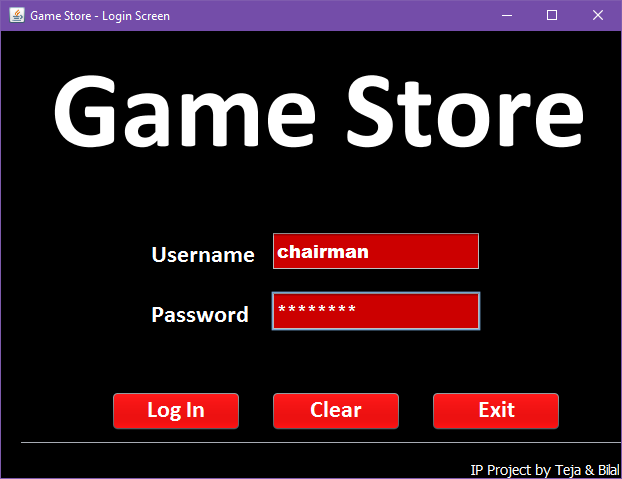 Game Store - Login Screen
Game Store
Username chairman
Password ********
Log In Clear Exit
IP Project by Teja & Bilal